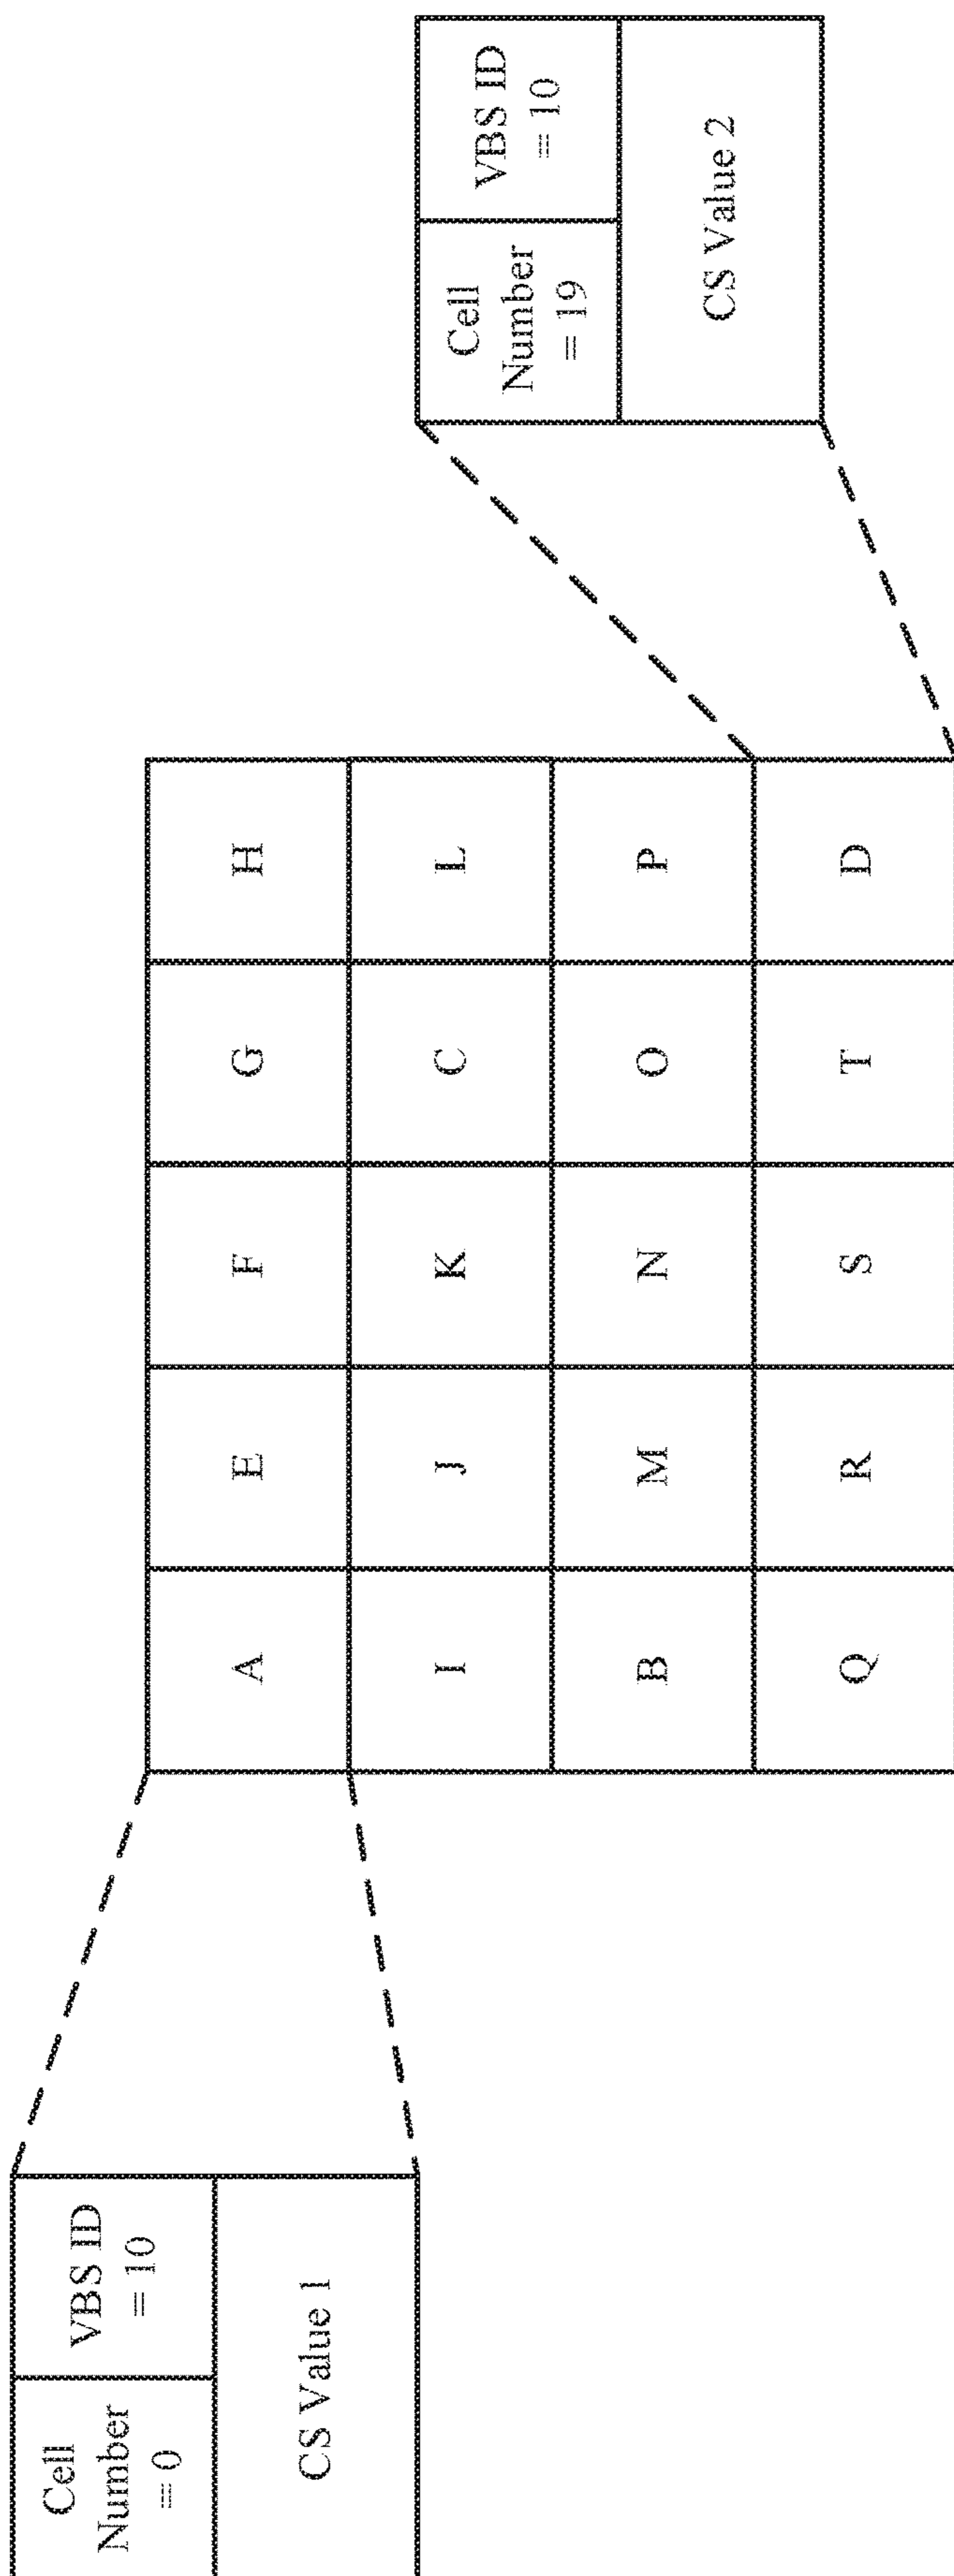 Cell
Number
= 0
VBS ID
= 10
CS Value 1
A E F G H
I J K C L
B M N O P
Q R S T D
Cell
Number
= 19
VBS ID
= 10
CS Value 2